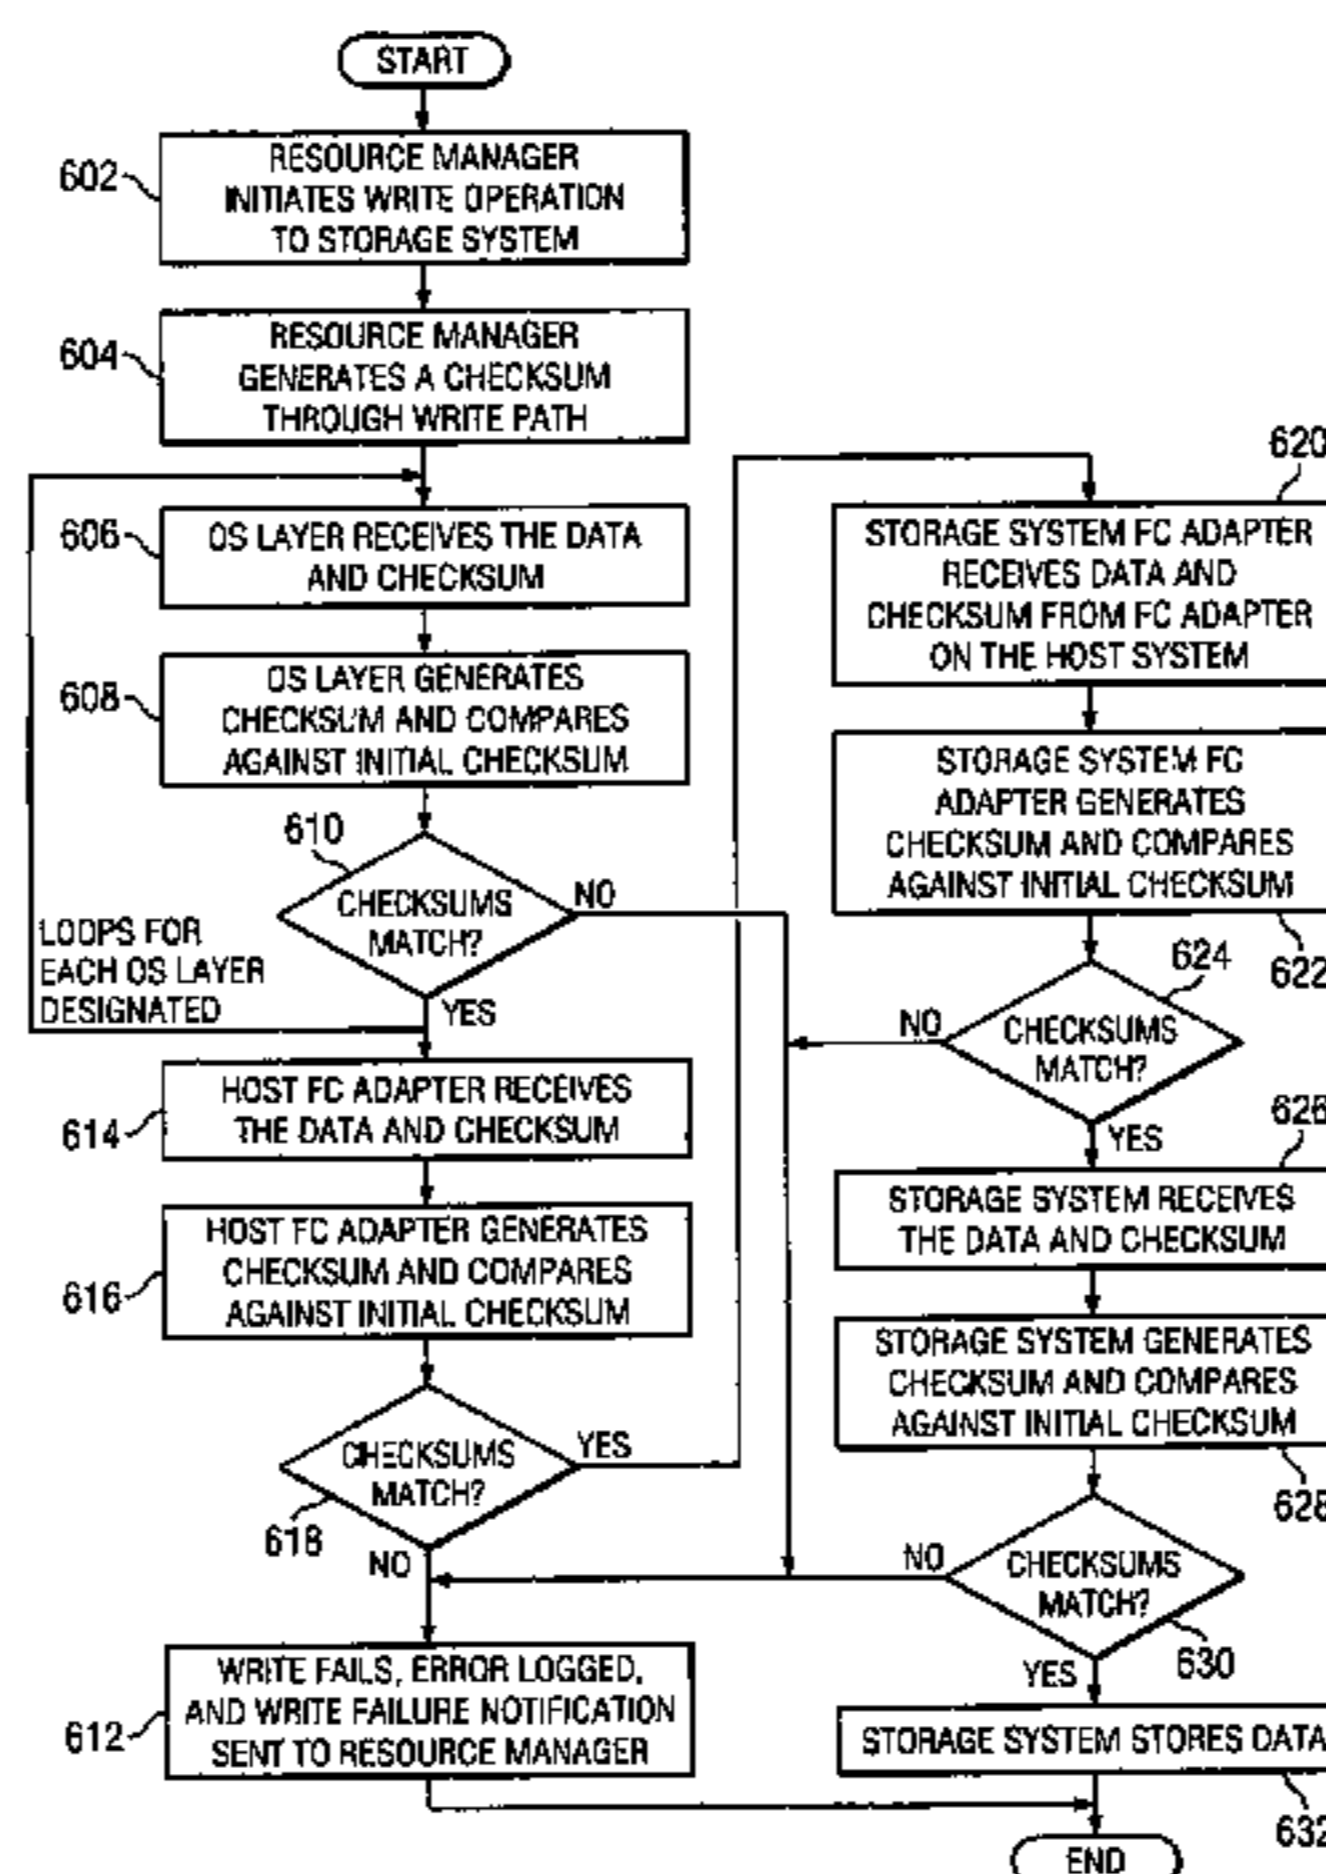 START
602
RESOURCE MANAGER
INITIATES WRITE OPERATION
TO STORAGE SYSTEM
604
RESOURCE MANAGER
GENERATES A CHECKSUM
THROUGH WRITE PATH
606
OS LAYER RECEIVES THE DATA
AND CHECKSUM
608
OS LAYER GENERATES
CHECKSUM AND COMPARES
AGAINST INITIAL CHECKSUM
610
CHECKSUMS
MATCH?
NO
YES
LOOPS FOR
EACH OS LAYER
DESIGNATED
614
HOST FC ADAPTER RECEIVES
THE DATA AND CHECKSUM
616
HOST FC ADAPTER GENERATES
CHECKSUM AND COMPARES
AGAINST INITIAL CHECKSUM
CHECKSUMS
MATCH?
YES
618
NO
612
WRITE FAILS, ERROR LOGGED,
AND WRITE FAILURE NOTIFICATION
SENT TO RESOURCE MANAGER
620
STORAGE SYSTEM FC ADAPTER
RECEIVES DATA AND
CHECKSUM FROM FC ADAPTER
ON THE HOST SYSTEM
STORAGE SYSTEM FC
ADAPTER GENERATES
CHECKSUM AND COMPARES
AGAINST INITIAL CHECKSUM
622
624
NO
CHECKSUMS
MATCH?
YES
626
STORAGE SYSTEM RECEIVES
THE DATA AND CHECKSUM
STORAGE SYSTEM GENERATES
CHECKSUM AND COMPARES
AGAINST INITIAL CHECKSUM
628
NO
CHECKSUMS
MATCH?
630
YES
STORAGE SYSTEM STORES DATA
632
END